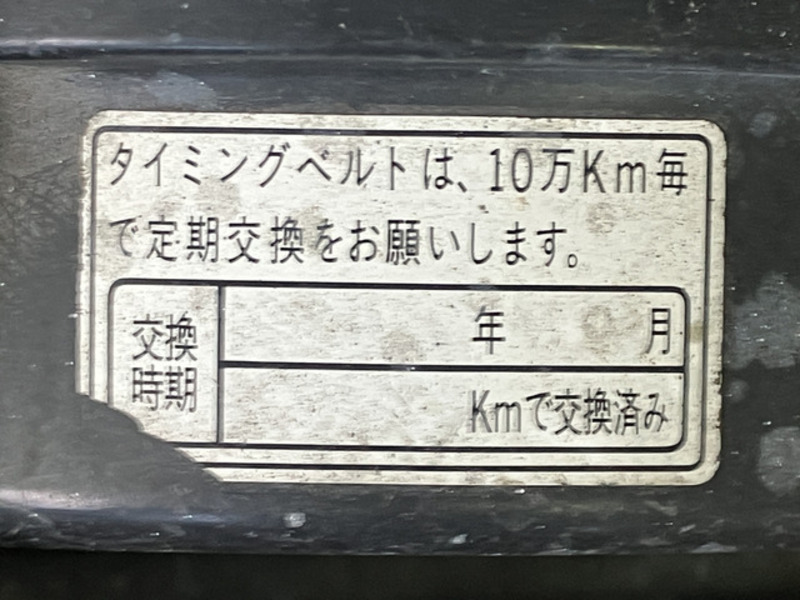 タイミングベルトは、10万Km毎
で定期交換をお願いします。
交換
時期
年 月
Kmで交換済み